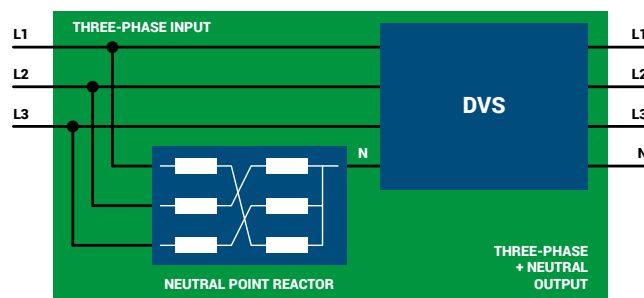 THREE-PHASE INPUT
L1
L1
L2
L2
DVS
L3
L3
N
N
THREE-PHASE
+ NEUTRAL
OUTPUT
NEUTRAL POINT REACTOR